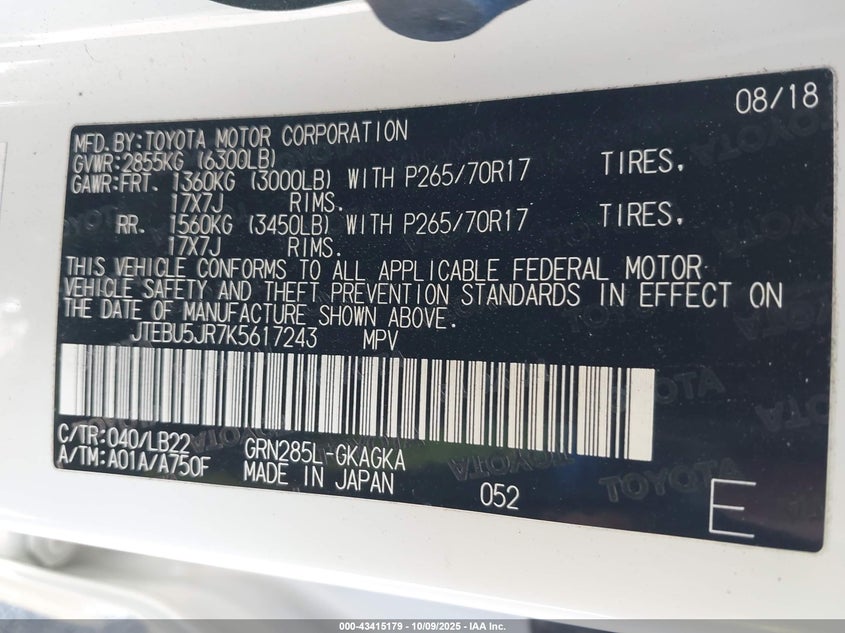 08/18
MFD. BY: TOYOTA MOTOR CORPORATION
GVWR: 2855KG (6300LB)
GAWR: FRT. 1360KG (3000LB) WITH P265/70R17 TIRES,
17X7J RIMS.
RR. 1560KG (3450LB) WITH P265/70R17 TIRES,
17X7J RIMS.
THIS VEHICLE CONFORMS TO ALL APPLICABLE FEDERAL MOTOR
VEHICLE SAFETY AND THEFT PREVENTION STANDARDS IN EFFECT ON
THE DATE OF MANUFACTURE SHOWN ABOVE.
JTEBU5JR7K5617243 MPV
C/TR: 040/LB22 GRN285L-GKAGKA
A/TM: A01A/A750F MADE IN JAPAN 052
E
TOYOTA
000-43415179 - 10/09/2025 - IAA Inc.